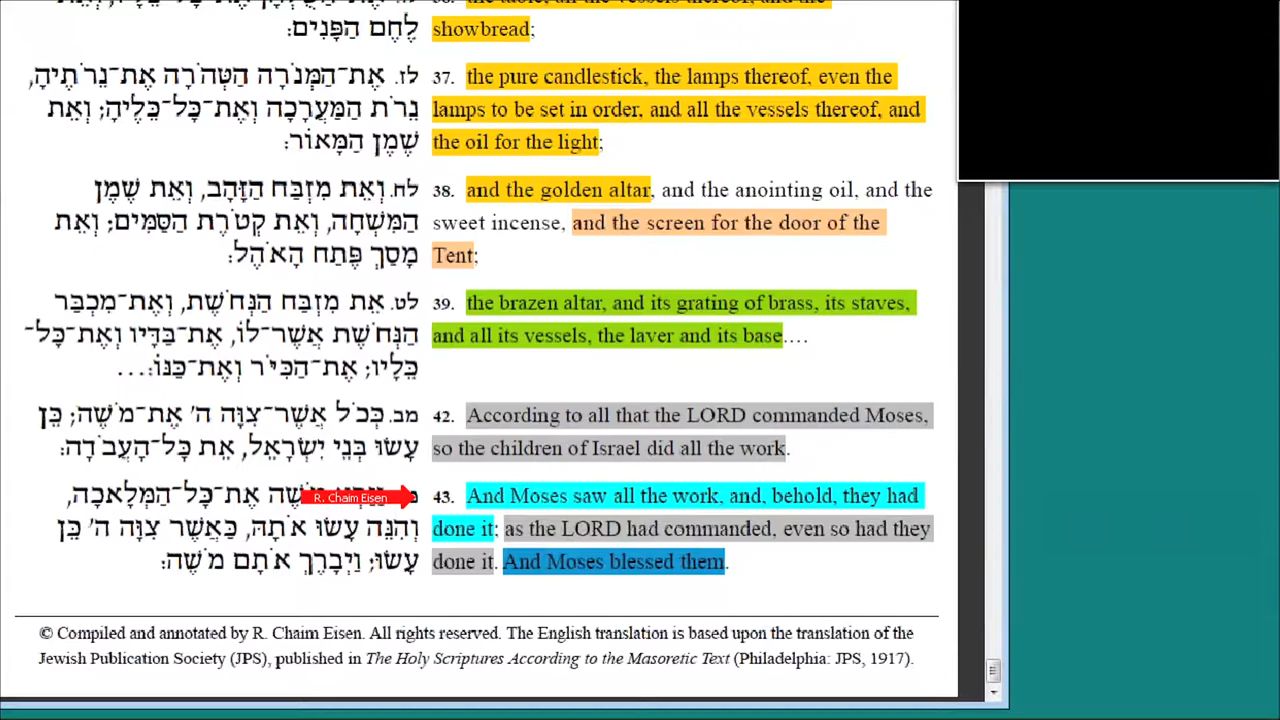 showbread;
לֶחֶם הַפָּנִים:
לז. אֶת־הַמְּנֹרָה הַטְּהֹרָה אֶת־נֵרֹתֶיהָ,
נֵרֹת הַמַּעֲרָכָה וְאֶת־כָּל־כֵּלֶיהָ; וְאֵת
שֶׁמֶן הַמָּאוֹר:
37. the pure candlestick, the lamps thereof, even the
lamps to be set in order, and all the vessels thereof, and
the oil for the light;
לח. וְאֵת מִזְבַּח הַזָּהָב, וְאֵת שֶׁמֶן
הַמִּשְׁחָה, וְאֵת קְטֹרֶת הַסַּמִּים; וְאֵת
מָסַךְ פֶּתַח הָאֹהֶל:
38. and the golden altar, and the anointing oil, and the
sweet incense, and the screen for the door of the
Tent;
לט. אֵת מִזְבַּח הַנְּחֹשֶׁת, וְאֶת־מִכְבַּר
הַנְּחֹשֶׁת אֲשֶׁר־לוֹ, אֶת־בַּדָּיו וְאֶת־כָּל־
כֵּלָיו; אֶת־הַכִּיֹּר וְאֶת־כַּנּוֹ:...
39. the brazen altar, and its grating of brass, its staves,
and all its vessels, the laver and its base....
מב. כְּכֹל אֲשֶׁר־צִוָּה ה' אֶת־מֹשֶׁה; כֵּן
עָשׂוּ בְּנֵי יִשְׂרָאֵל, אֵת כָּל־הָעֲבֹדָה:
42. According to all that the LORD commanded Moses,
so the children of Israel did all the work.
R. Chaim Eisen
אֶת־כָּל־הַמְּלָאכָה,
וְהִנֵּה עָשׂוּ אֹתָהּ, כַּאֲשֶׁר צִוָּה ה' כֵּן
עָשׂוּ; וַיְבָרֶךְ אֹתָם מֹשֶׁה:
43. And Moses saw all the work, and, behold, they had
done it; as the LORD had commanded, even so had they
done it. And Moses blessed them.
© Compiled and annotated by R. Chaim Eisen. All rights reserved. The English translation is based upon the translation of the
Jewish Publication Society (JPS), published in The Holy Scriptures According to the Masoretic Text (Philadelphia: JPS, 1917).